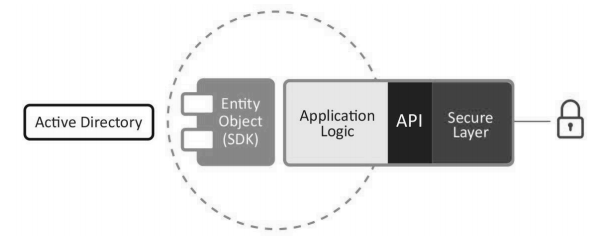 Active Directory
Entity
Object
(SDK)
Application
Logic
API
Secure
Layer